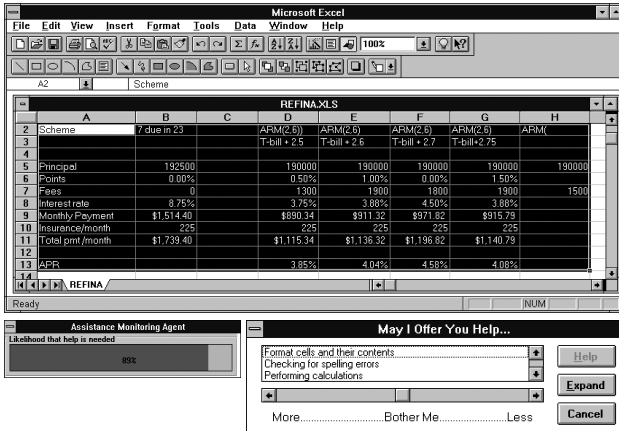 Microsoft Excel
File Edit View Insert Format Tools Data Window Help
100%
A2 Scheme
REFINA.XLS
A B C D E F G H
2 Scheme 7 due in 23 ARM(2,6)) ARM(2,6)) ARM(2,6) ARM(2,6) ARM(
3 T-bill + 2.5 T-bill + 2.6 T-bill + 2.7 T-bill+2.75
4
5 Principal 192500 190000 190000 190000 190000 190000
6 Points 0.00% 0.50% 1.00% 0.00% 1.50%
7 Fees 0 1300 1900 1800 1900 1500
8 Interest rate 8.75% 3.75% 3.88% 4.50% 3.88%
9 Monthly Payment $1,514.40 $890.34 $911.32 $971.82 $915.79
10 Insurance/month 225 225 225 225 225
11 Total pmt/month $1,739.40 $1,115.34 $1,136.32 $1,196.82 $1,140.79
12
13 APR 3.85% 4.04% 4.58% 4.08%
14
REFINA
Ready NUM
Assistance Monitoring Agent
Likelihood that help is needed
89%
May I Offer You Help...
Format cells and their contents
Checking for spelling errors
Performing calculations
Help
Expand
Cancel
More......................Bother Me..................Less